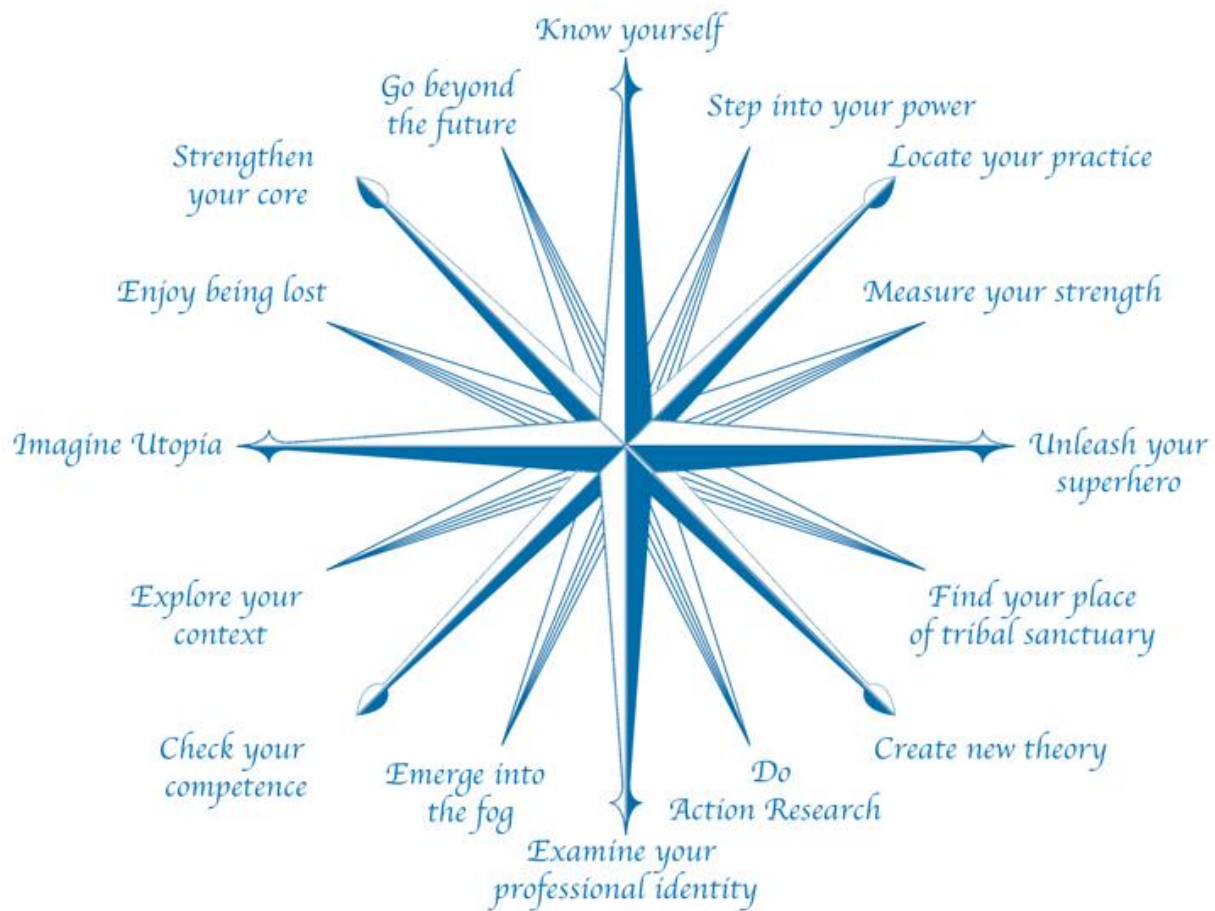 Know yourself
Go beyond
the future
Step into your power
Strengthen
your core
Locate your practice
Enjoy being lost
Measure your strength
Imagine Utopia
Unleash your
superhero
Explore your
context
Find your place
of tribal sanctuary
Check your
competence
Emerge into
the fog
Do
Action Research
Create new theory
Examine your
professional identity